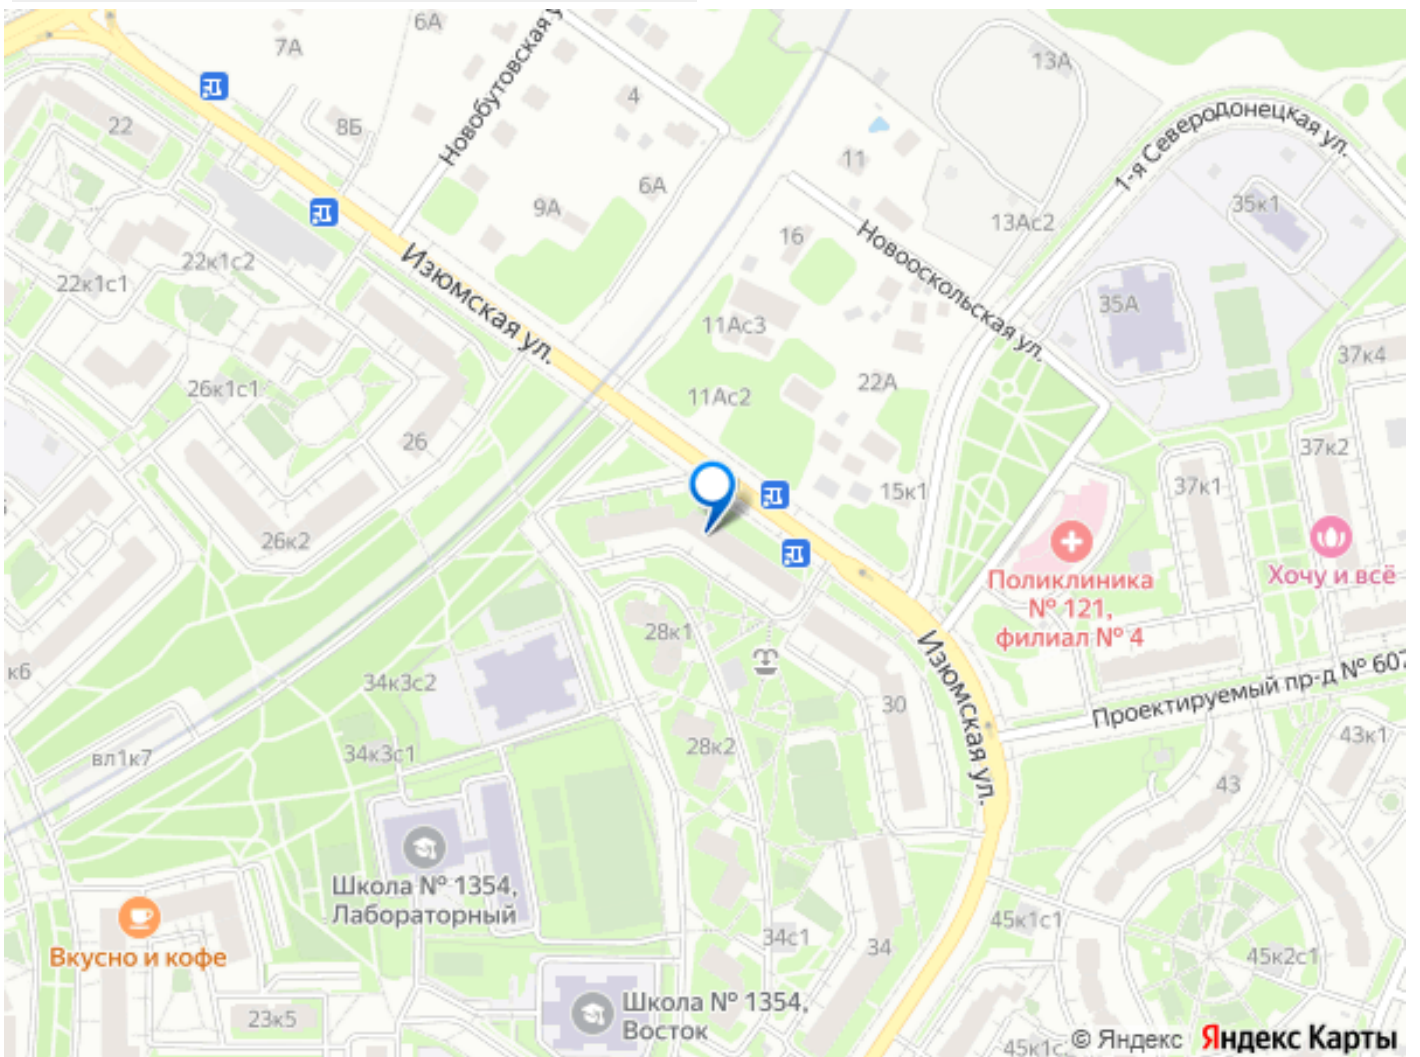 6А
7А
Новобутовская у
13А
4
22
8Б
1-я Северодонецкая ул.
11
6А
9А
35к1
13Ас2
16
Новооскольская ул.
22к1с2
22к1с1
Изюмская ул.
35А
11Ас3
37к4
22А
26к1с1
11Ас2
26
37к2
15к1
37к1
26к2
Поликлиника
№ 121,
филиал № 4
Хочу и всё
28к1
Изюмская ул.
к6
34к3с2
Проектируемый пр-д № 607
30
28к2
43к1
34к3с1
вл1к7
43
Школа № 1354,
Лабораторный
45к1с1
34с1
34
Вкусно и кофе
45к2с1
23к5
Школа № 1354,
Восток
45к1с
© Яндекс Яндекс Карты